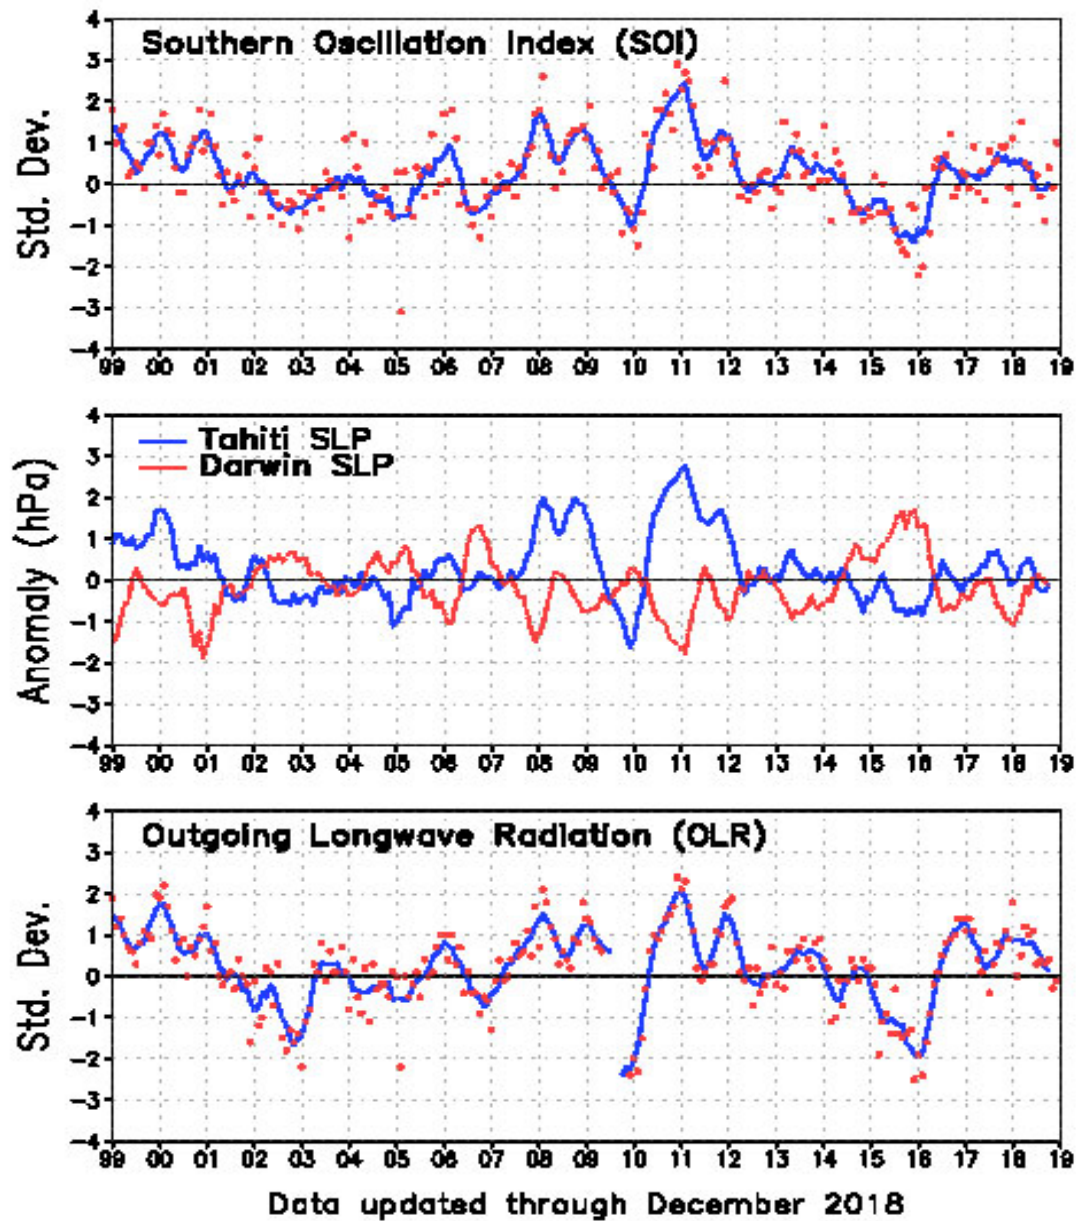 4
Southern Oscillation Index (SOI)
3
2
1
0
-1
-2
-3
-4
Std. Dev.
99 00 01 02 03 04 05 06 07 08 09 10 11 12 13 14 15 16 17 18 19
4
Tahiti SLP
3
Darwin SLP
2
1
0
-1
-2
-3
-4
Anomaly (hPa)
99 00 01 02 03 04 05 06 07 08 09 10 11 12 13 14 15 16 17 18 19
4
Outgoing Longwave Radiation (OLR)
3
2
1
0
-1
-2
-3
-4
Std. Dev.
99 00 01 02 03 04 05 06 07 08 09 10 11 12 13 14 15 16 17 18 19
Data updated through December 2018